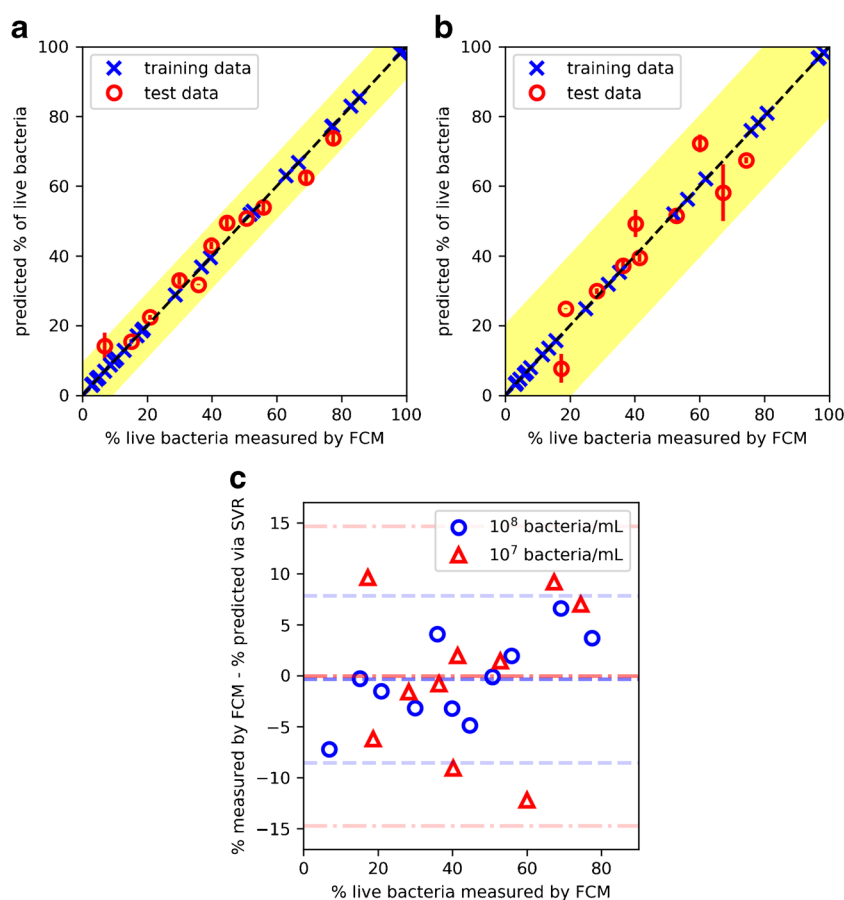 a
100
80
60
40
20
0
predicted % of live bacteria
training data
test data
0 20 40 60 80 100
% live bacteria measured by FCM
b
100
80
60
40
20
0
predicted % of live bacteria
training data
test data
0 20 40 60 80 100
% live bacteria measured by FCM
c
15
10
5
0
−5
−10
−15
% measured by FCM - % predicted via SVR
10⁸ bacteria/mL
10⁷ bacteria/mL
0 20 40 60 80
% live bacteria measured by FCM